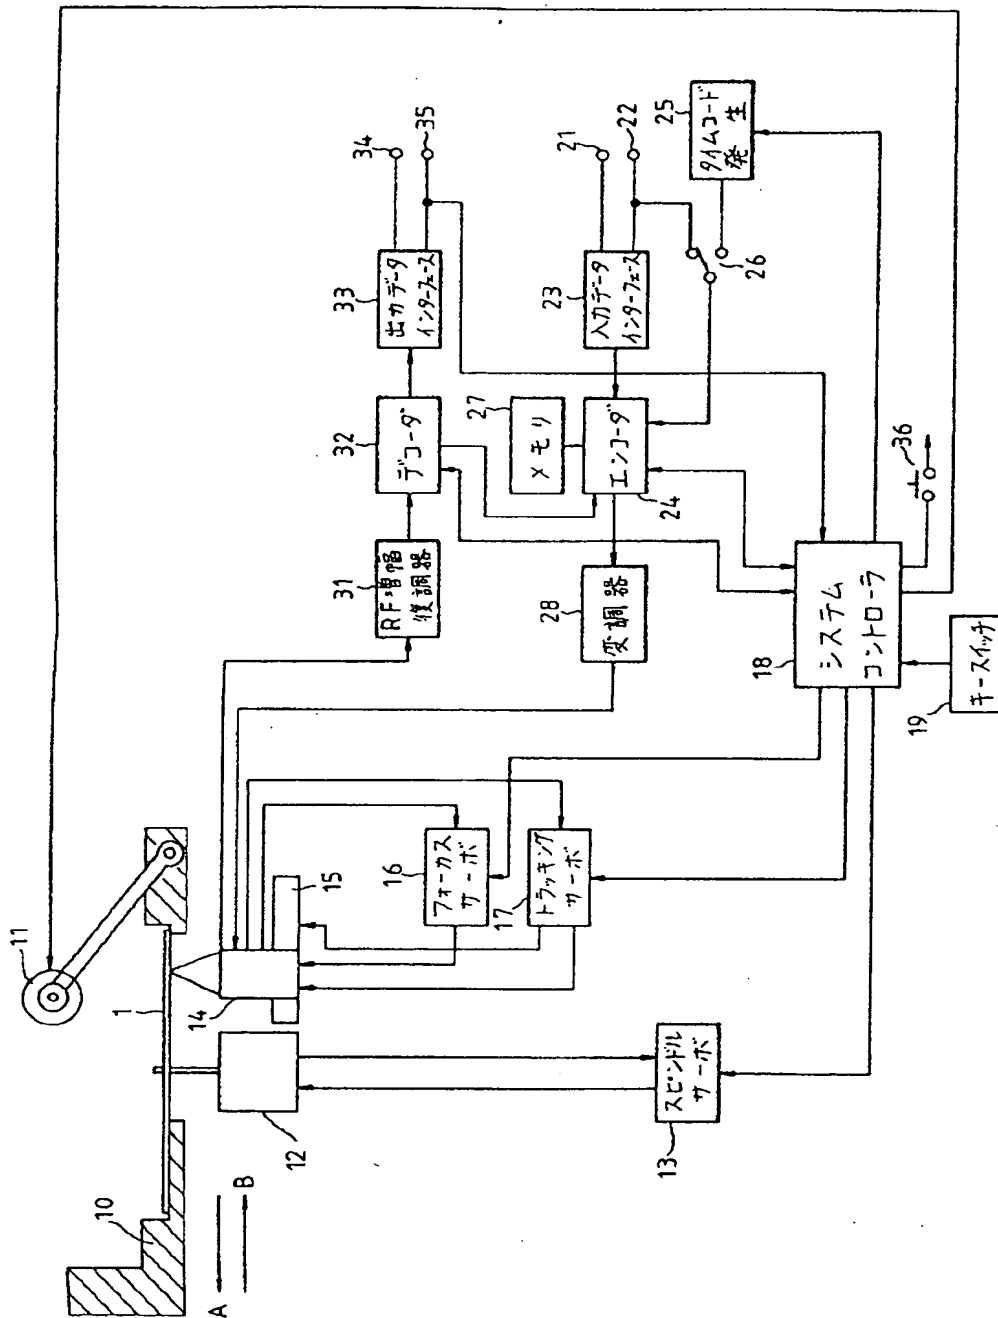 34
35
33
出力データ
インターフェース
32
デコーダ
31
RF増幅
復調器
21
22
23
入力データ
インターフェース
25
タイムコード
発生
26
27
メモリ
エンコーダ
24
28
変調器
36
18
システム
コントローラ
19
キースイッチ
16
フォーカス
サーボ
17
トラッキング
サーボ
15
14
11
1
12
13
スピンドル
サーボ
10
A
B